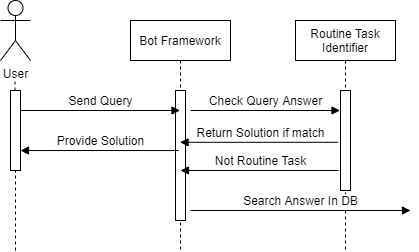 User
Bot Framework
Routine Task
Identifier
Send Query
Check Query Answer
Return Solution if match
Provide Solution
Not Routine Task
Search Answer In DB